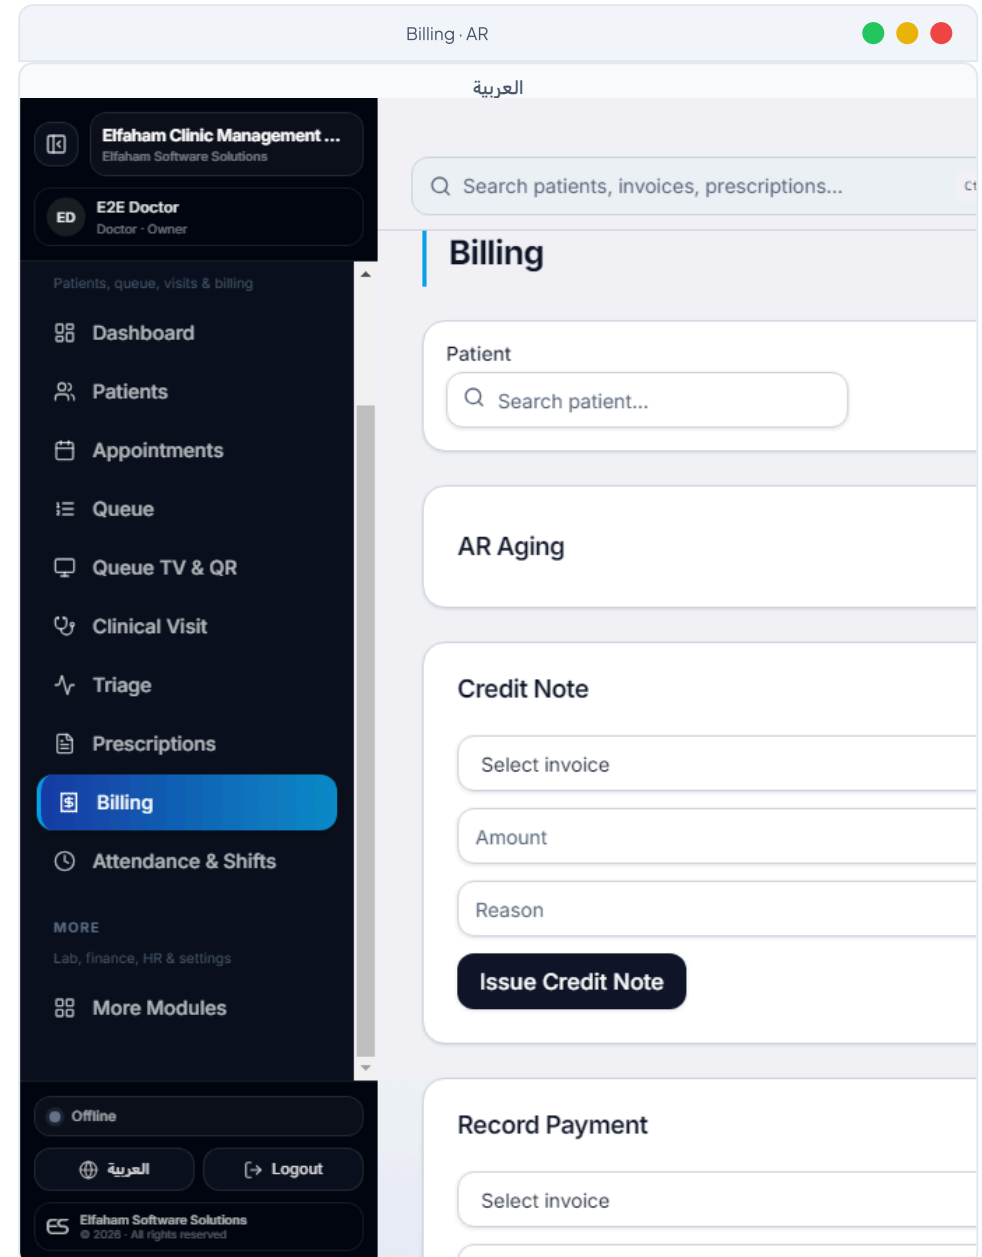 Billing · AR
العربية
Elfaham Clinic Management ...
Elfaham Software Solutions
ED
E2E Doctor
Doctor · Owner
Patients, queue, visits & billing
Dashboard
Patients
Appointments
Queue
Queue TV & QR
Clinical Visit
Triage
Prescriptions
Billing
Attendance & Shifts
MORE
Lab, finance, HR & settings
More Modules
Offline
العربية
Logout
ES
Elfaham Software Solutions
© 2026 · All rights reserved
Search patients, invoices, prescriptions...
Billing
Patient
Search patient...
AR Aging
Credit Note
Select invoice
Amount
Reason
Issue Credit Note
Record Payment
Select invoice